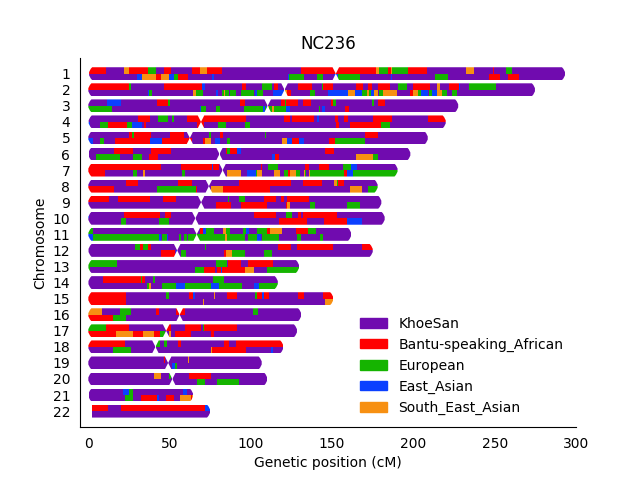 NC236
Chromosome
1
2
3
4
5
6
7
8
9
10
11
12
13
14
15
16
17
18
19
20
21
22
KhoeSan
Bantu-speaking_African
European
East_Asian
South_East_Asian
0 50 100 150 200 250 300
Genetic position (cM)